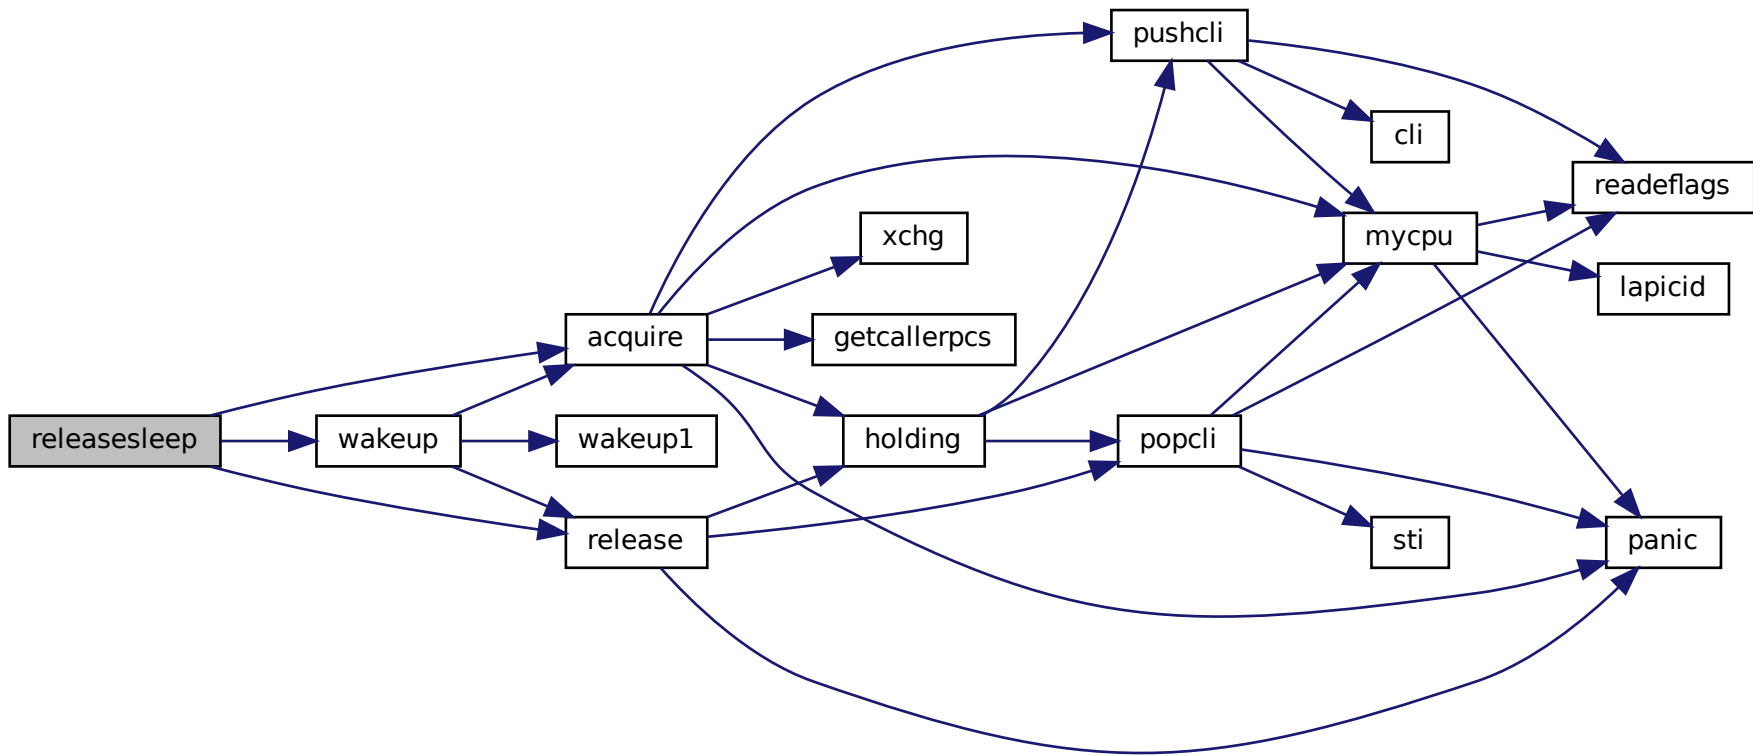 pushcli
cli
readeflags
xchg
mycpu
lapicid
acquire
getcallerpcs
releasesleep
wakeup
wakeup1
holding
popcli
release
sti
panic